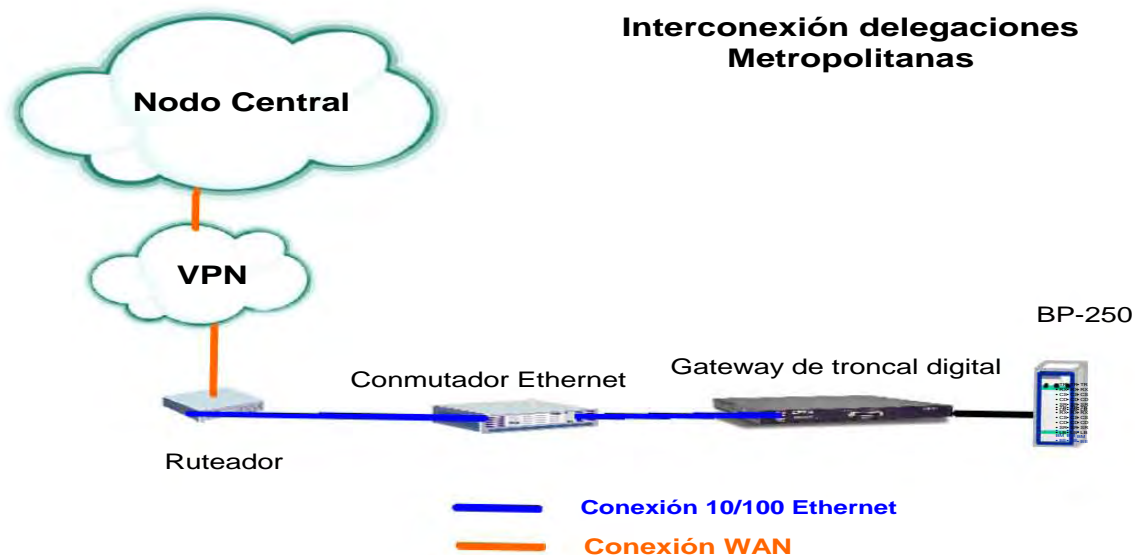 Interconexión delegaciones
Metropolitanas
Nodo Central
VPN
BP-250
Gateway de troncal digital
Conmutador Ethernet
Ruteador
Conexión 10/100 Ethernet
Conexión WAN